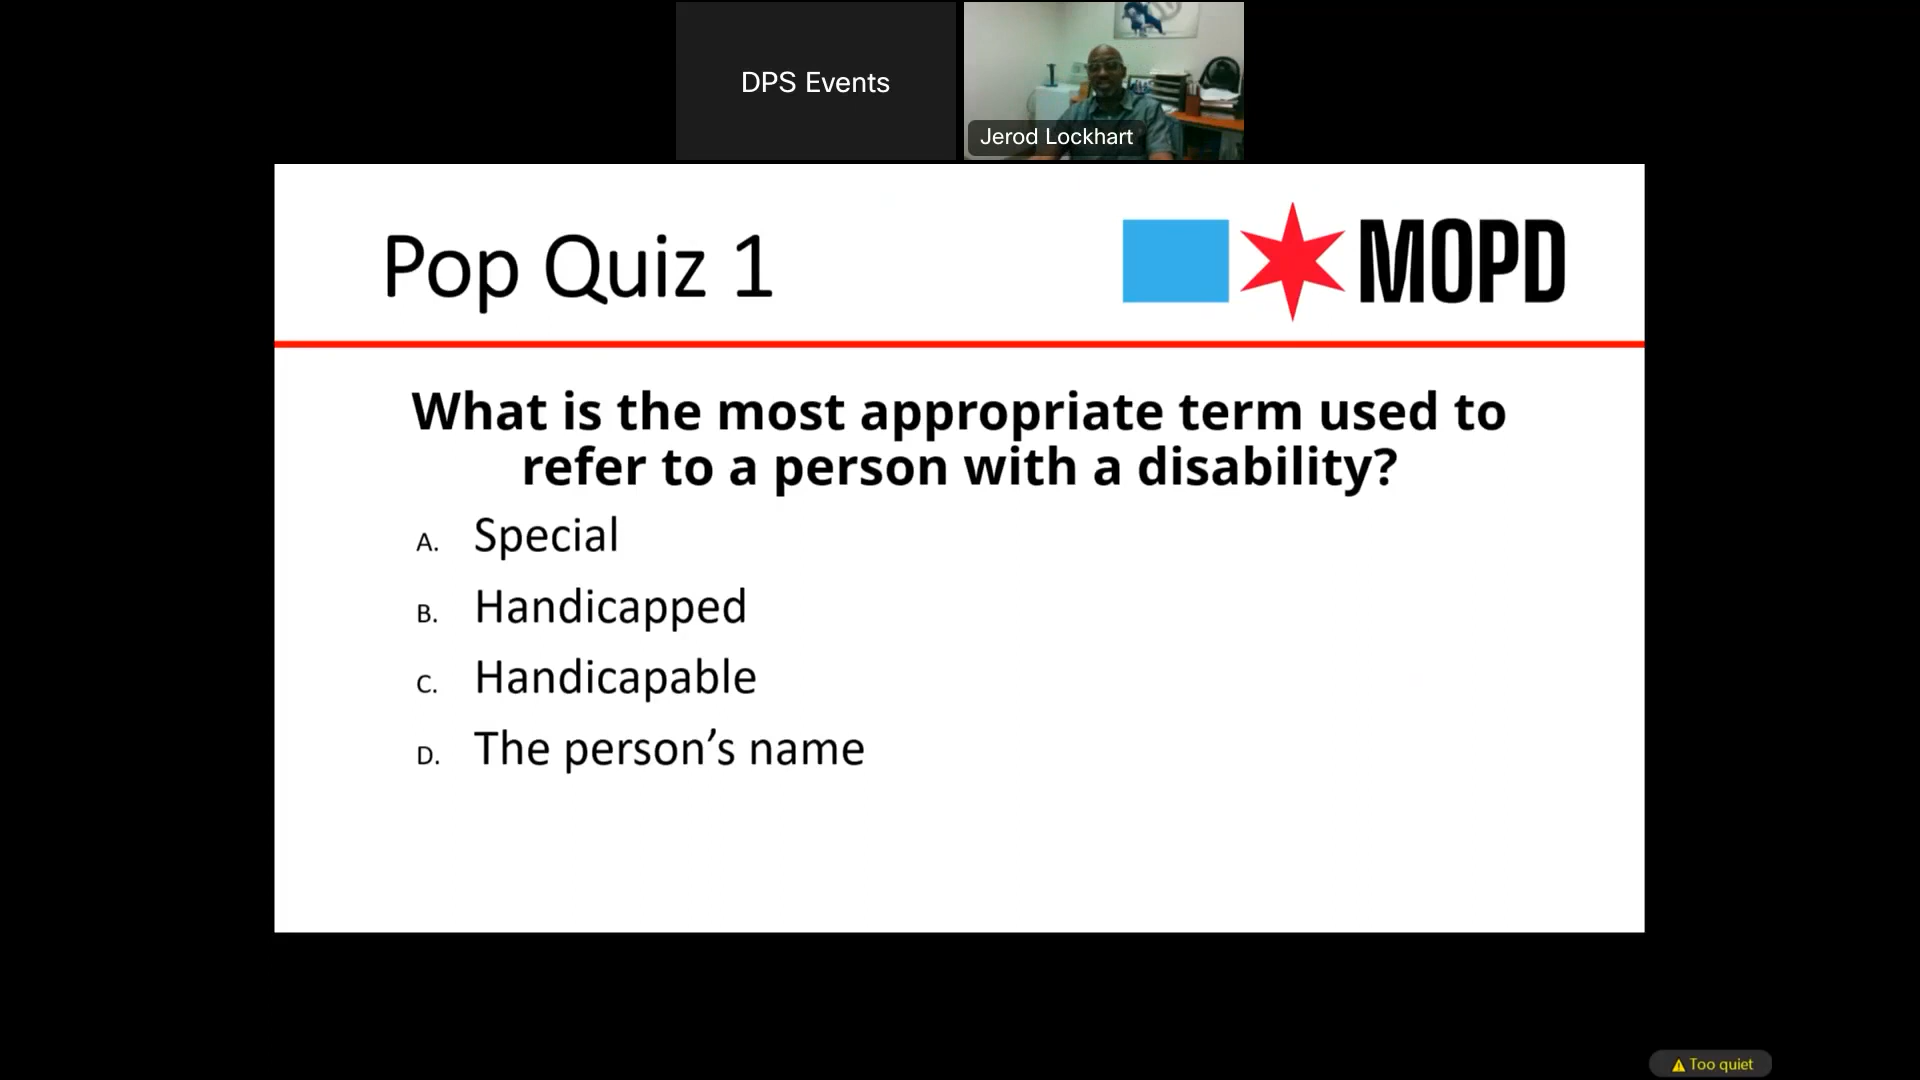 DPS Events
Jerod Lockhart
Pop Quiz 1
MOPD
What is the most appropriate term used to
refer to a person with a disability?
A. Special
B. Handicapped
C. Handicapable
D. The person’s name
Too quiet